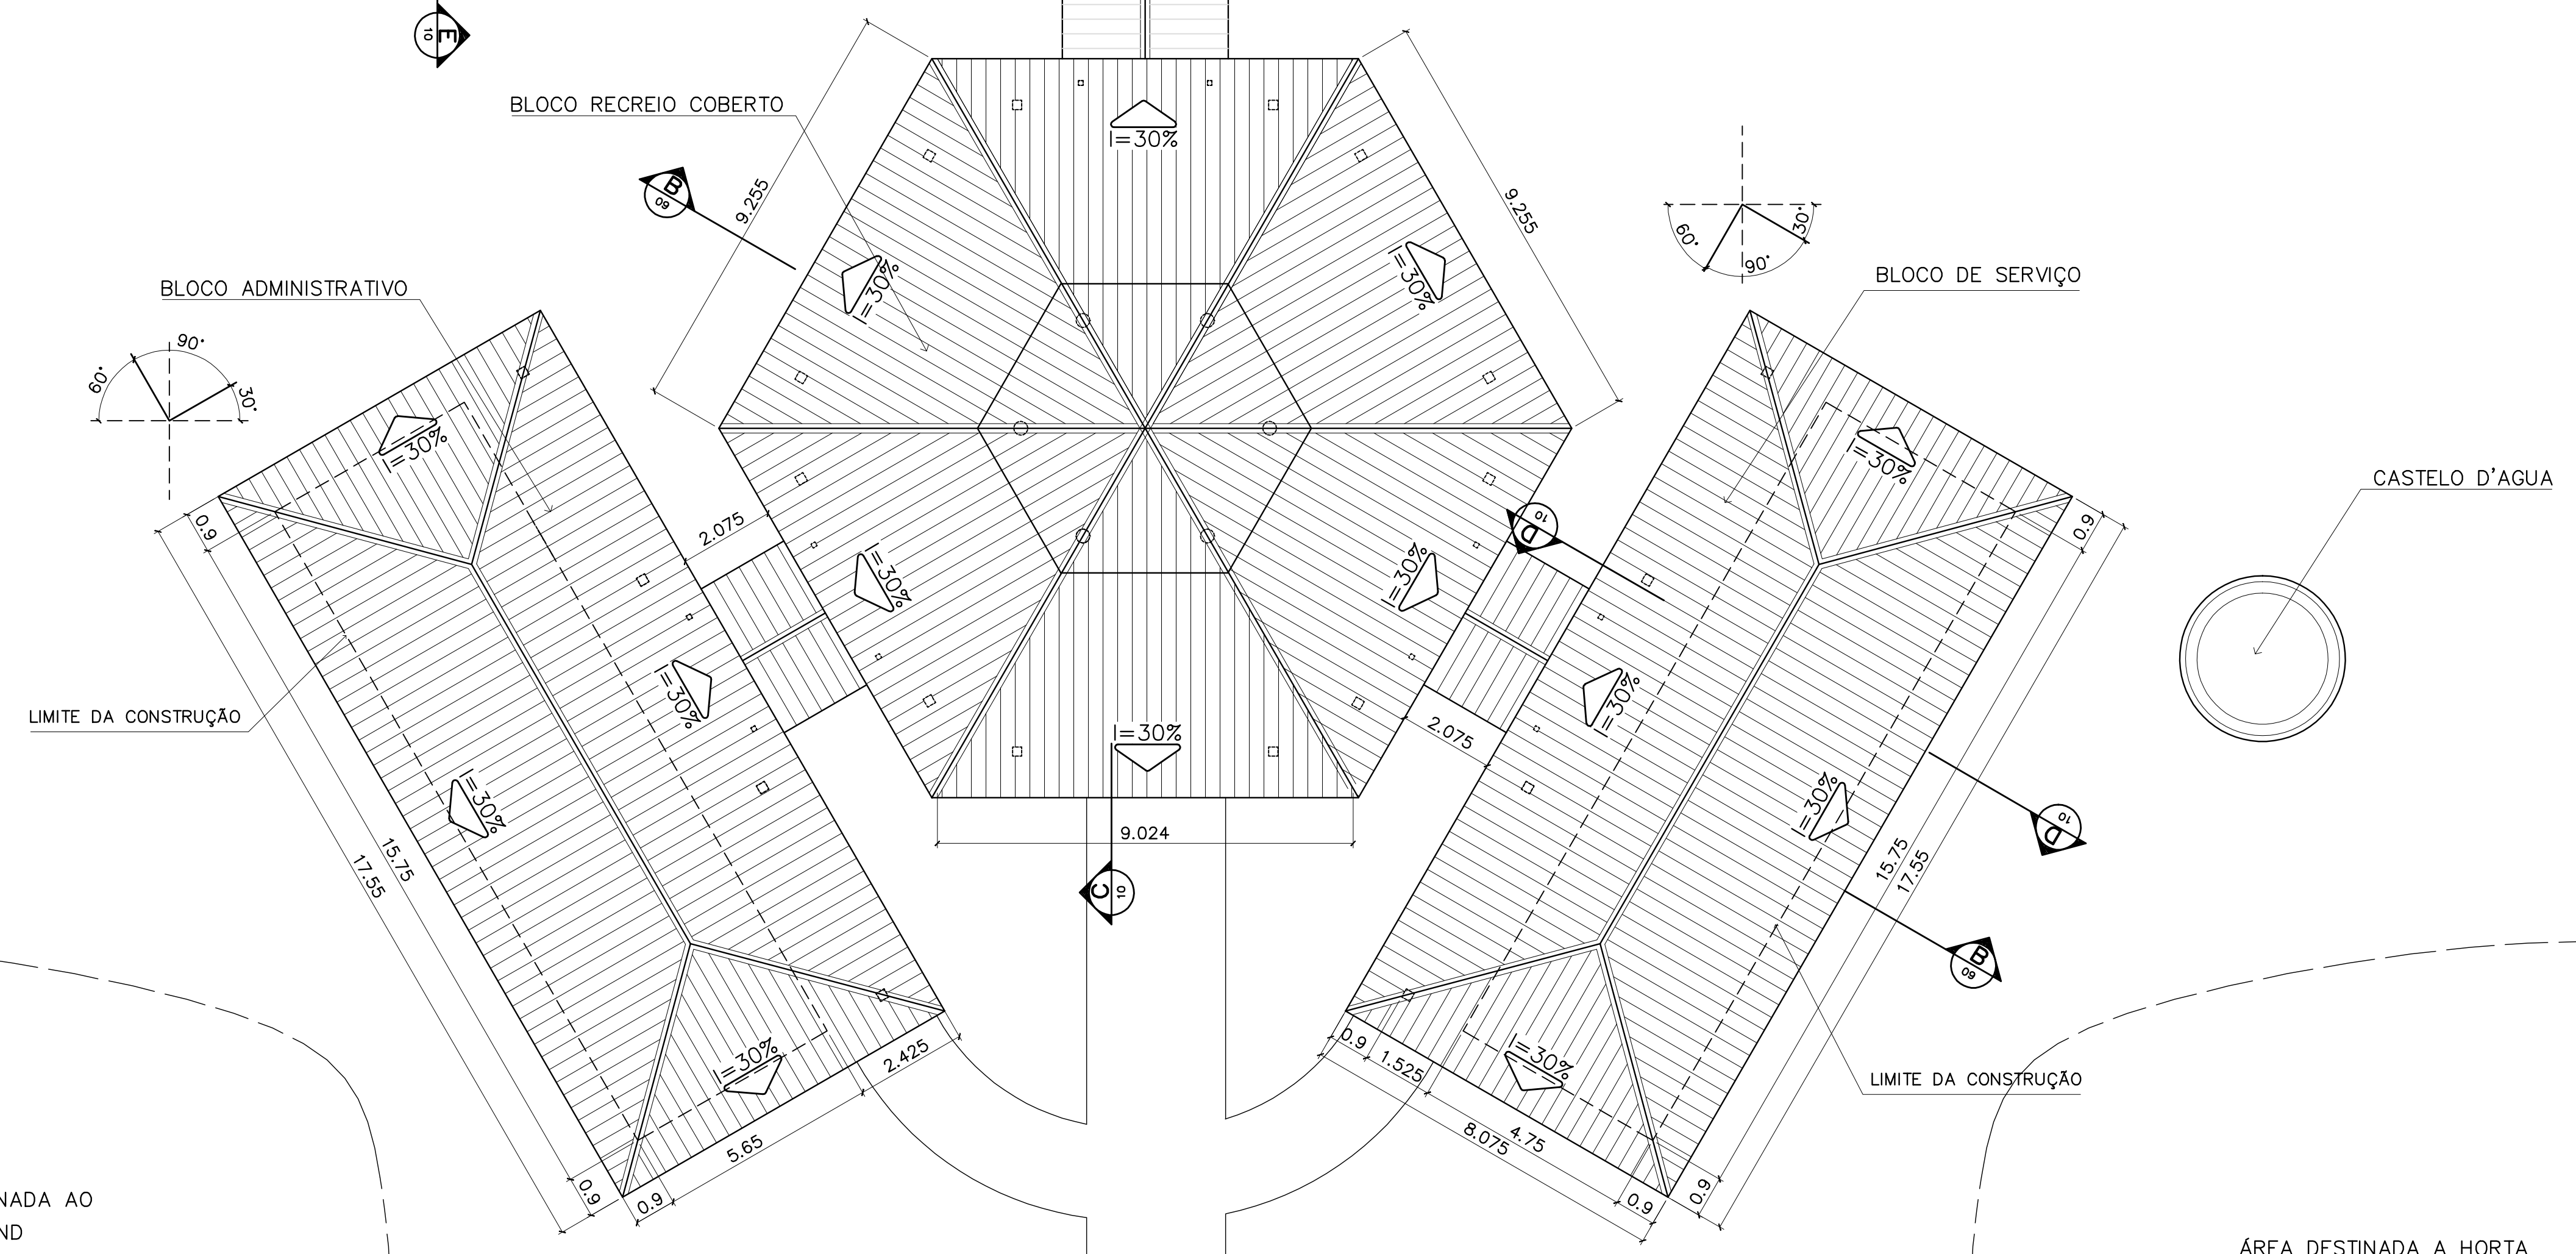 E
10
BLOCO RECREIO COBERTO
I=30%
9.255
9.255
B
09
I=30%
I=30%
60°
90°
30°
BLOCO DE SERVIÇO
BLOCO ADMINISTRATIVO
60°
90°
30°
I=30%
I=30%
CASTELO D'AGUA
0.9
2.075
D
10
0.9
I=30%
I=30%
I=30%
I=30%
LIMITE DA CONSTRUÇÃO
I=30%
2.075
I=30%
I=30%
15.75
17.55
9.024
C
10
D
10
15.75
17.55
B
09
I=30%
2.425
5.65
0.9
0.9
0.9
1.525
I=30%
4.75
8.075
0.9
0.9
LIMITE DA CONSTRUÇÃO
NADA AO
ND
ÁREA DESTINADA A HORTA